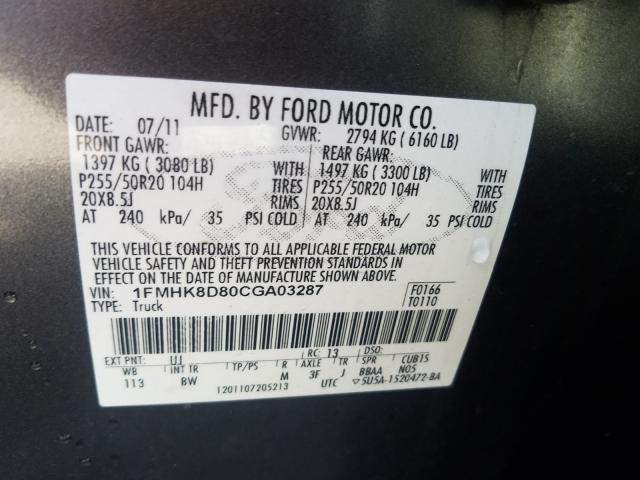 MFD. BY FORD MOTOR CO.
DATE: 07/11 GVWR: 2794 KG ( 6160 LB)
FRONT GAWR: REAR GAWR:
1397 KG ( 3080 LB) WITH 1497 KG ( 3300 LB) WITH
P255/50R20 104H TIRES P255/50R20 104H TIRES
20X8.5J RIMS 20X8.5J RIMS
AT 240 kPa/ 35 PSI COLD AT 240 kPa/ 35 PSI COLD
THIS VEHICLE CONFORMS TO ALL APPLICABLE FEDERAL MOTOR
VEHICLE SAFETY AND THEFT PREVENTION STANDARDS IN
EFFECT ON THE DATE OF MANUFACTURE SHOWN ABOVE.
VIN: 1FMHK8D80CGA03287 F0166
TYPE: Truck T0110
EXT PNT: UJ RC: 13 DSO:
WB INT TR TP/PS R AXLE TR SPR CUB1S
113 BW M 3F J BBAA N05
1201107205213 UTC 5U5A-1520472-BA